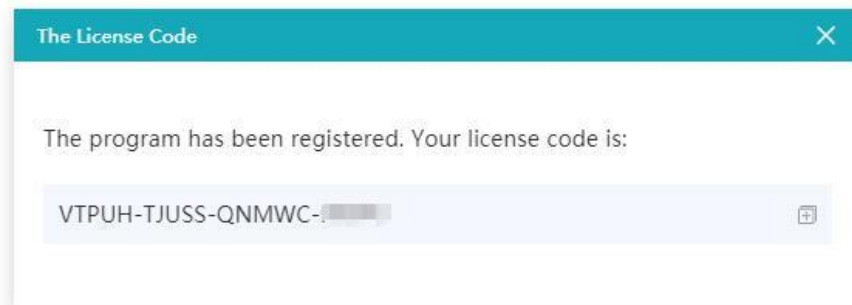 The License Code
The program has been registered. Your license code is:
VTPUH-TJUSS-QNMWC-